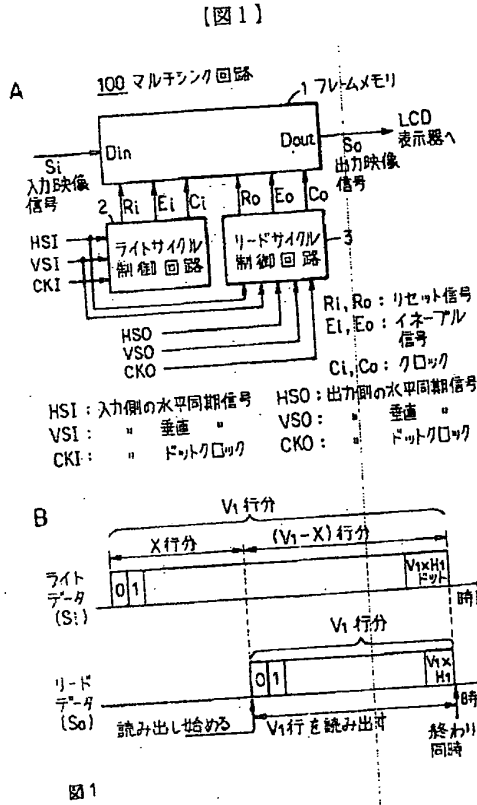 【図1】
A
100 マルチシンク回路
1 フレームメモリ
Din
Dout
Si
入力映像
信号
So
出力映像
信号
LCD
表示器へ
Ri
Ei
Ci
Ro
Eo
Co
2
ライトサイクル
制御回路
リードサイクル
制御回路
3
HSI
VSI
CKI
HSO
VSO
CKO
Ri, Ro : リセット信号
Ei, Eo : イネーブル
信号
Ci, Co : クロック
HSI : 入力側の水平同期信号
VSI : 〃 垂直 〃
CKI : 〃 ドットクロック
HSO : 出力側の水平同期信号
VSO : 〃 垂直 〃
CKO : 〃 ドットクロック
B
V1 行分
X行分
(V1-X) 行分
ライト
データ
(Si)
0 1
V1×H1
ドット
時
V1 行分
リード
データ
(So)
0 1
V1×
H1
時
読み出し始める
V1行を読み出す
終わり
同時
図1